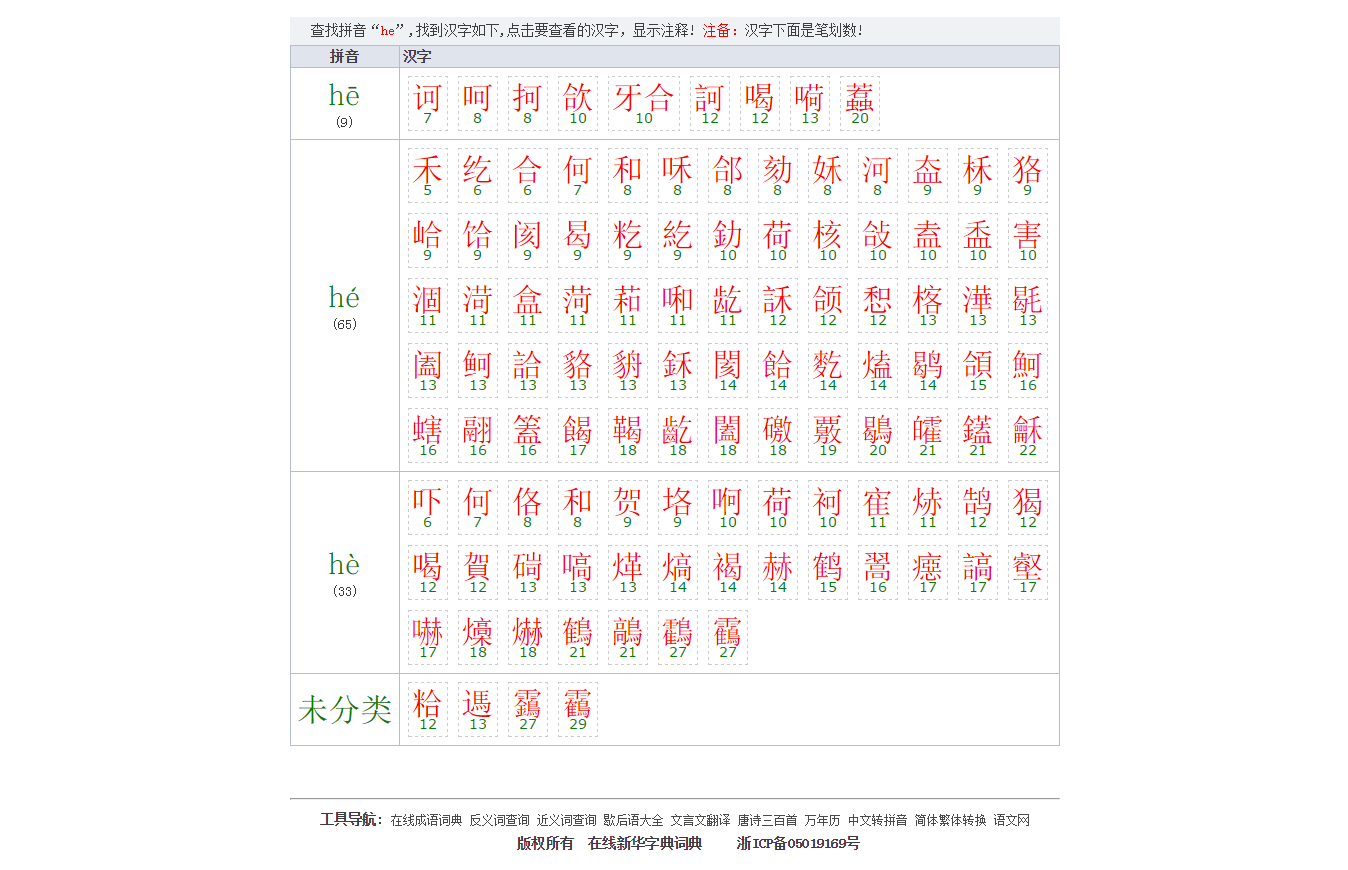 查找拼音“he”,找到汉字如下,点击要查看的汉字，显示注释！注备：汉字下面是笔划数！
拼音 汉字
hē
(9)
诃 呵 抲 欱 牙合 訶 喝 嗬 蠚
7 8 8 10 10 12 12 13 20
hé
(65)
禾 纥 合 何 和 咊 郃 劾 姀 河 盇 柇 狢
5 6 6 7 8 8 8 8 8 8 9 9 9
峆 饸 阂 曷 籺 紇 釛 荷 核 敆 盍 盉 害
9 9 9 9 9 9 10 10 10 10 10 10 10
涸 渮 盒 菏 萂 啝 龁 訸 颌 惒 楁 澕 毼
11 11 11 11 11 11 11 12 12 12 13 13 13
阖 鲄 詥 貉 貈 鉌 閡 餄 麧 熆 鹖 頜 魺
13 13 13 13 13 13 14 14 14 14 14 15 16
螛 翮 篕 餲 鞨 齕 闔 礉 覈 鶡 皬 鑉 龢
16 16 16 17 18 18 18 18 19 20 21 21 22
hè
(33)
吓 何 佫 和 贺 垎 啊 荷 袔 寉 焃 鹄 猲
6 7 8 8 9 9 10 10 10 11 11 12 12
喝 賀 碋 嗃 煂 熇 褐 赫 鹤 翯 癋 謞 壑
12 12 13 13 13 14 14 14 15 16 17 17 17
嚇 爡 爀 鶴 鶮 靍 靏
17 18 18 21 21 27 27
未分类
粭 遤 靎 靏
12 13 27 29
工具导航：在线成语词典 反义词查询 近义词查询 歇后语大全 文言文翻译 唐诗三百首 万年历 中文转拼音 简体繁体转换 语文网
版权所有 在线新华字典词典 浙ICP备05019169号